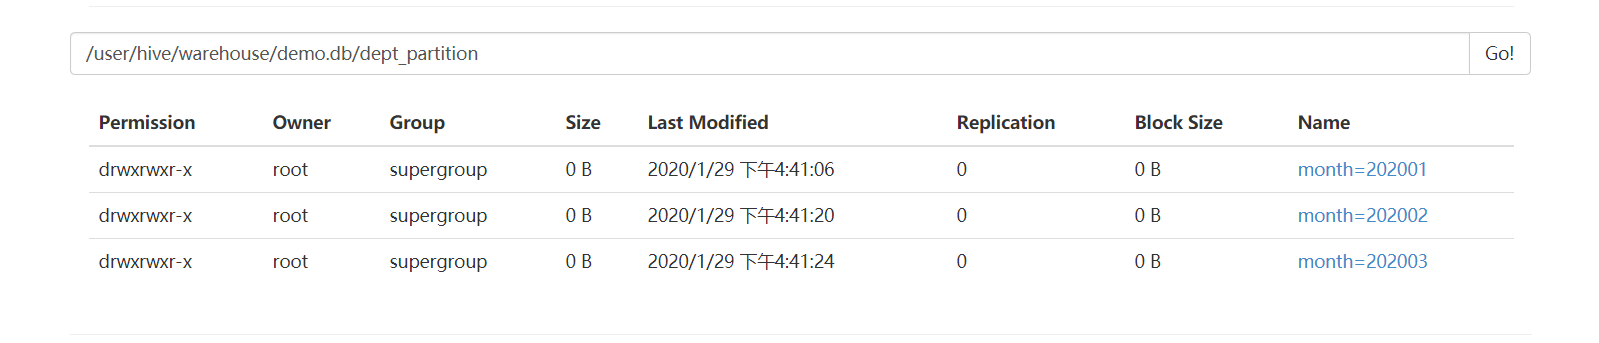 /user/hive/warehouse/demo.db/dept_partition Go!
Permission Owner Group Size Last Modified Replication Block Size Name
drwxrwxr-x root supergroup 0 B 2020/1/29 下午4:41:06 0 0 B month=202001
drwxrwxr-x root supergroup 0 B 2020/1/29 下午4:41:20 0 0 B month=202002
drwxrwxr-x root supergroup 0 B 2020/1/29 下午4:41:24 0 0 B month=202003